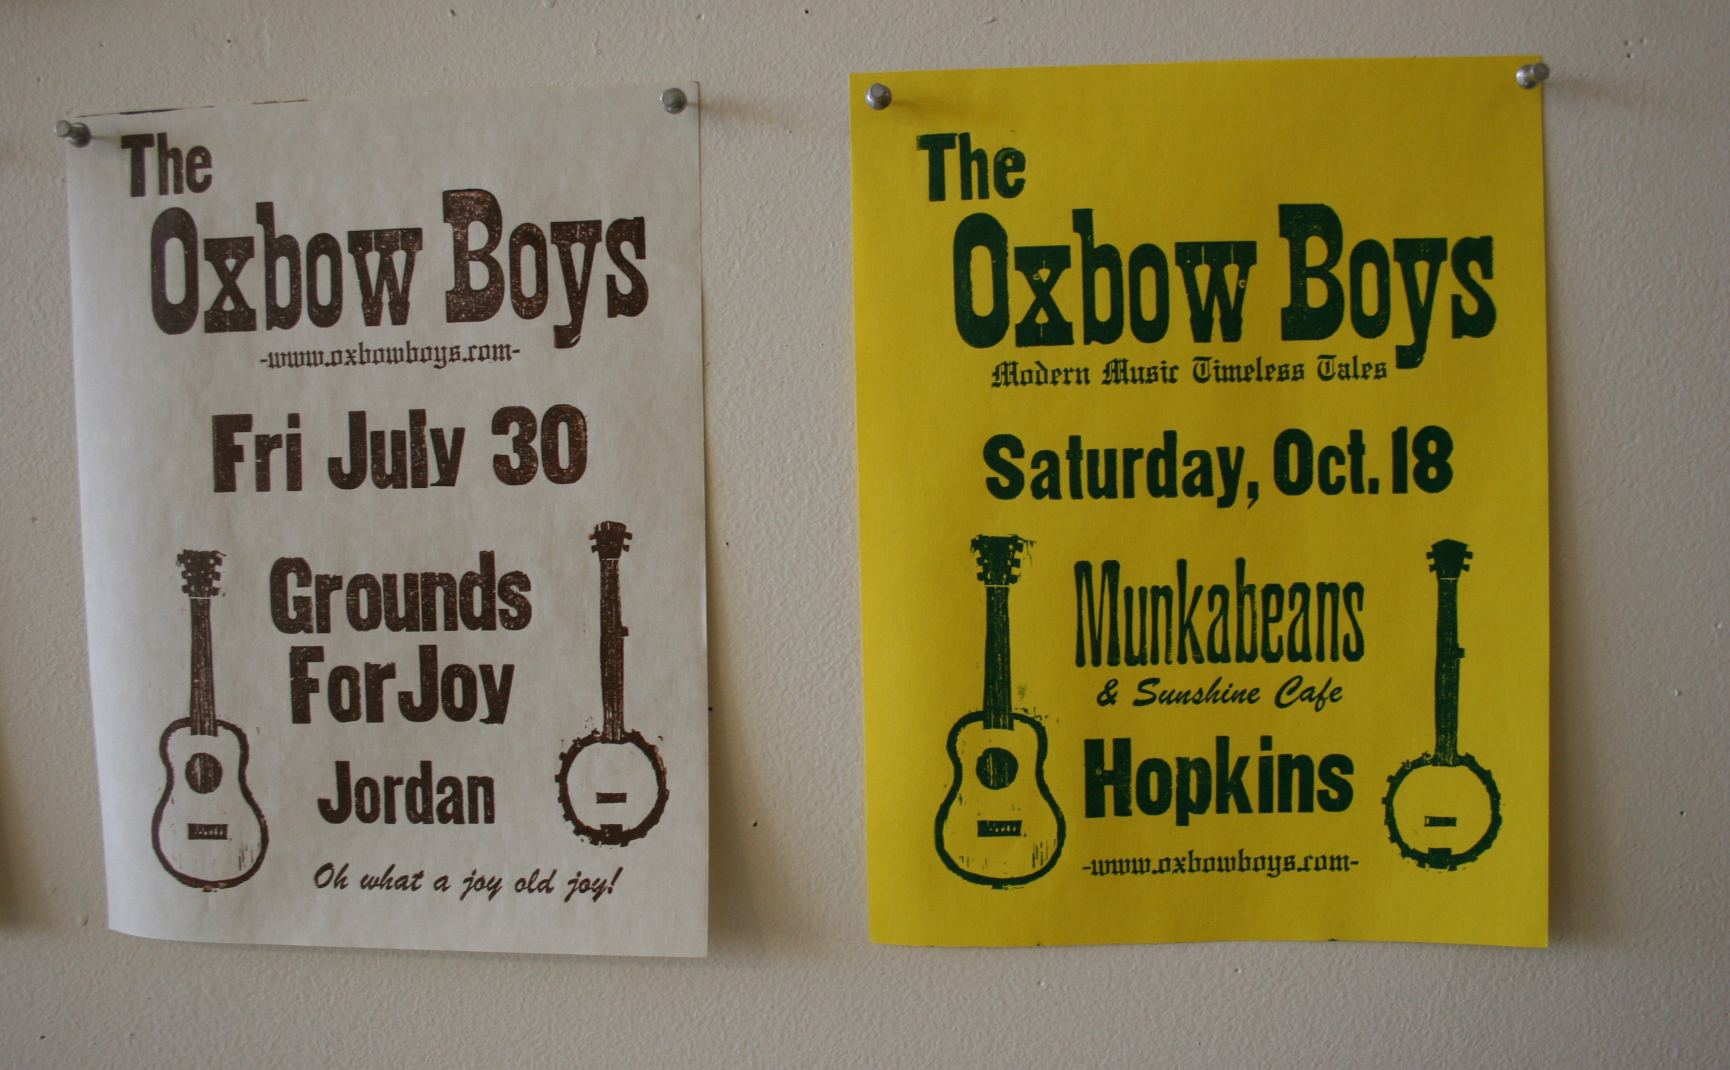 The
Oxbow Boys
-www.oxbowboys.com-
Fri July 30
Grounds
For Joy
Jordan
Oh what a joy old joy!
The
Oxbow Boys
Modern Music Timeless Tales
Saturday, Oct. 18
Munkabeans
& Sunshine Cafe
Hopkins
-www.oxbowboys.com-